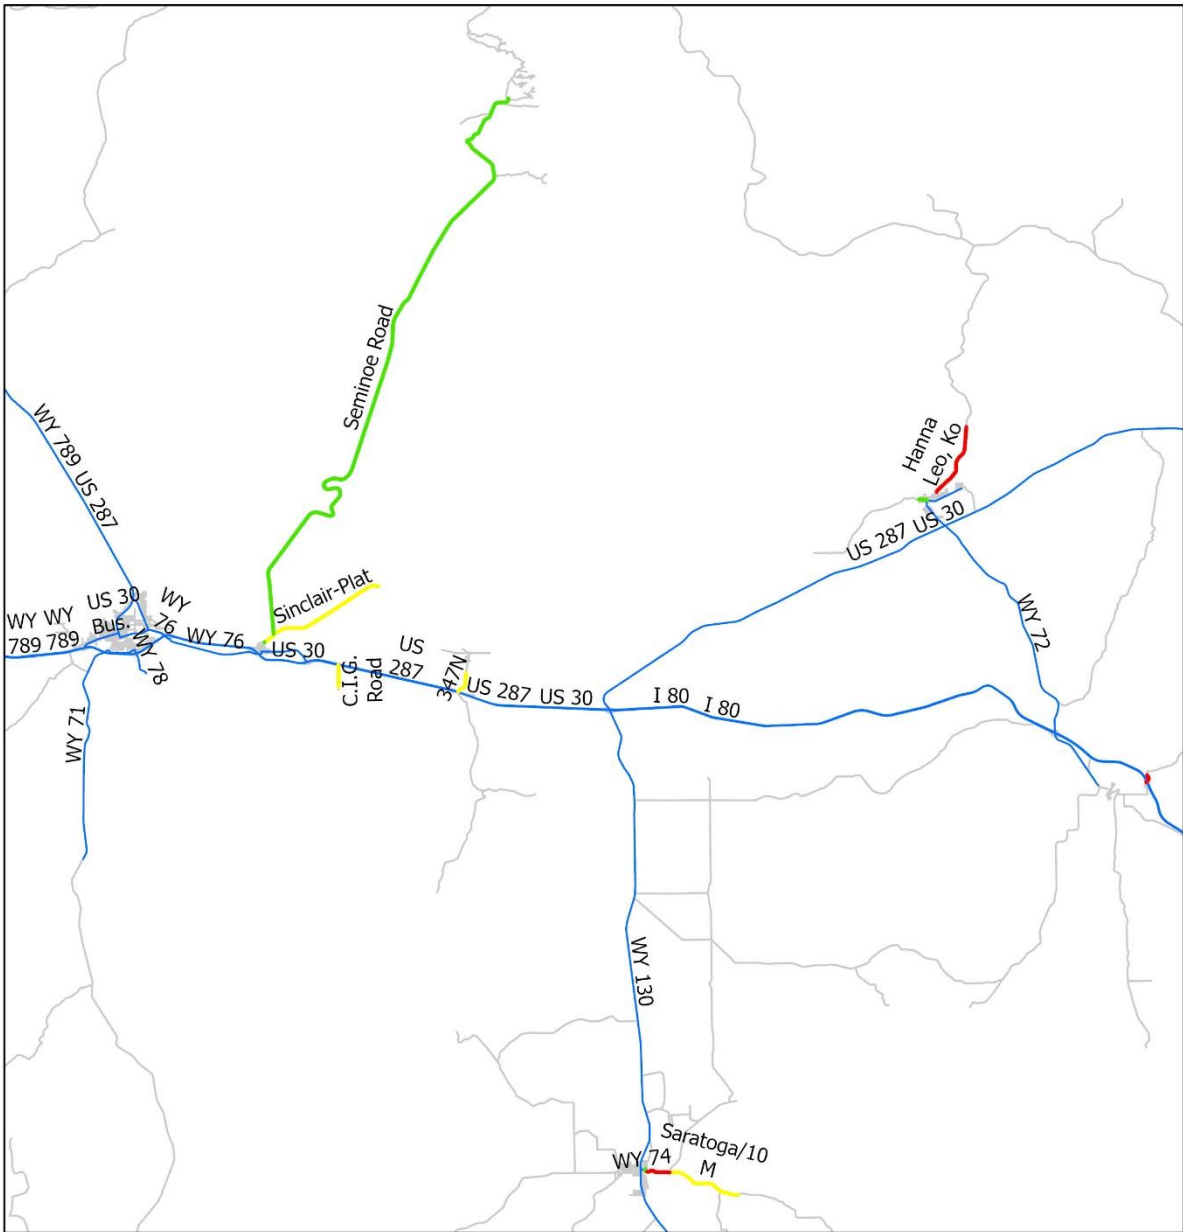 Seminoe Road
Hanna
Leo, Ko
WY 789 US 287
US 287 US 30
Sinclair-Plat
US 30
WY
76
WY WY
Bus.
789 789
WY 76
WY 78
US 30
US
287
C.I.G.
Road
347N
US 287 US 30
I 80
I 80
WY 72
WY 71
WY 130
Saratoga/10
M
WY 74